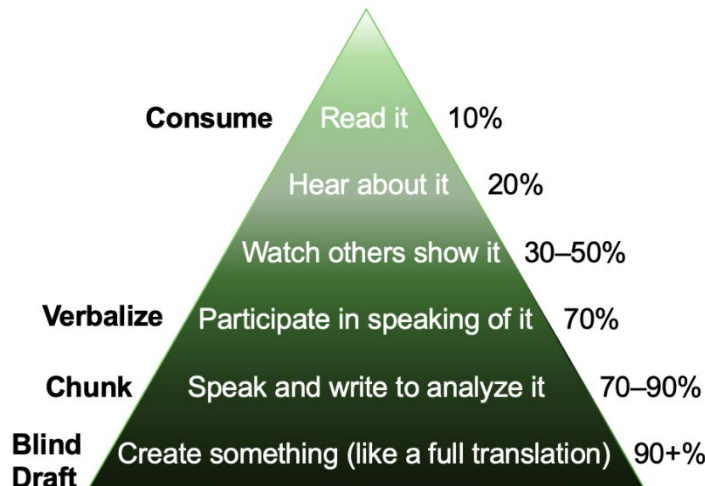 Consume Read it 10%
Hear about it 20%
Watch others show it 30–50%
Verbalize Participate in speaking of it 70%
Chunk Speak and write to analyze it 70–90%
Blind
Draft Create something (like a full translation) 90+%